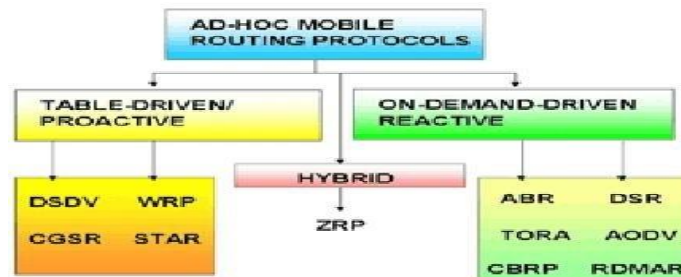 AD-HOC MOBILE
ROUTING PROTOCOLS
TABLE-DRIVEN/
PROACTIVE
ON-DEMAND-DRIVEN
REACTIVE
HYBRID
DSDV WRP
CGSR STAR
ZRP
ABR DSR
TORA AODV
CBRP RDMAR